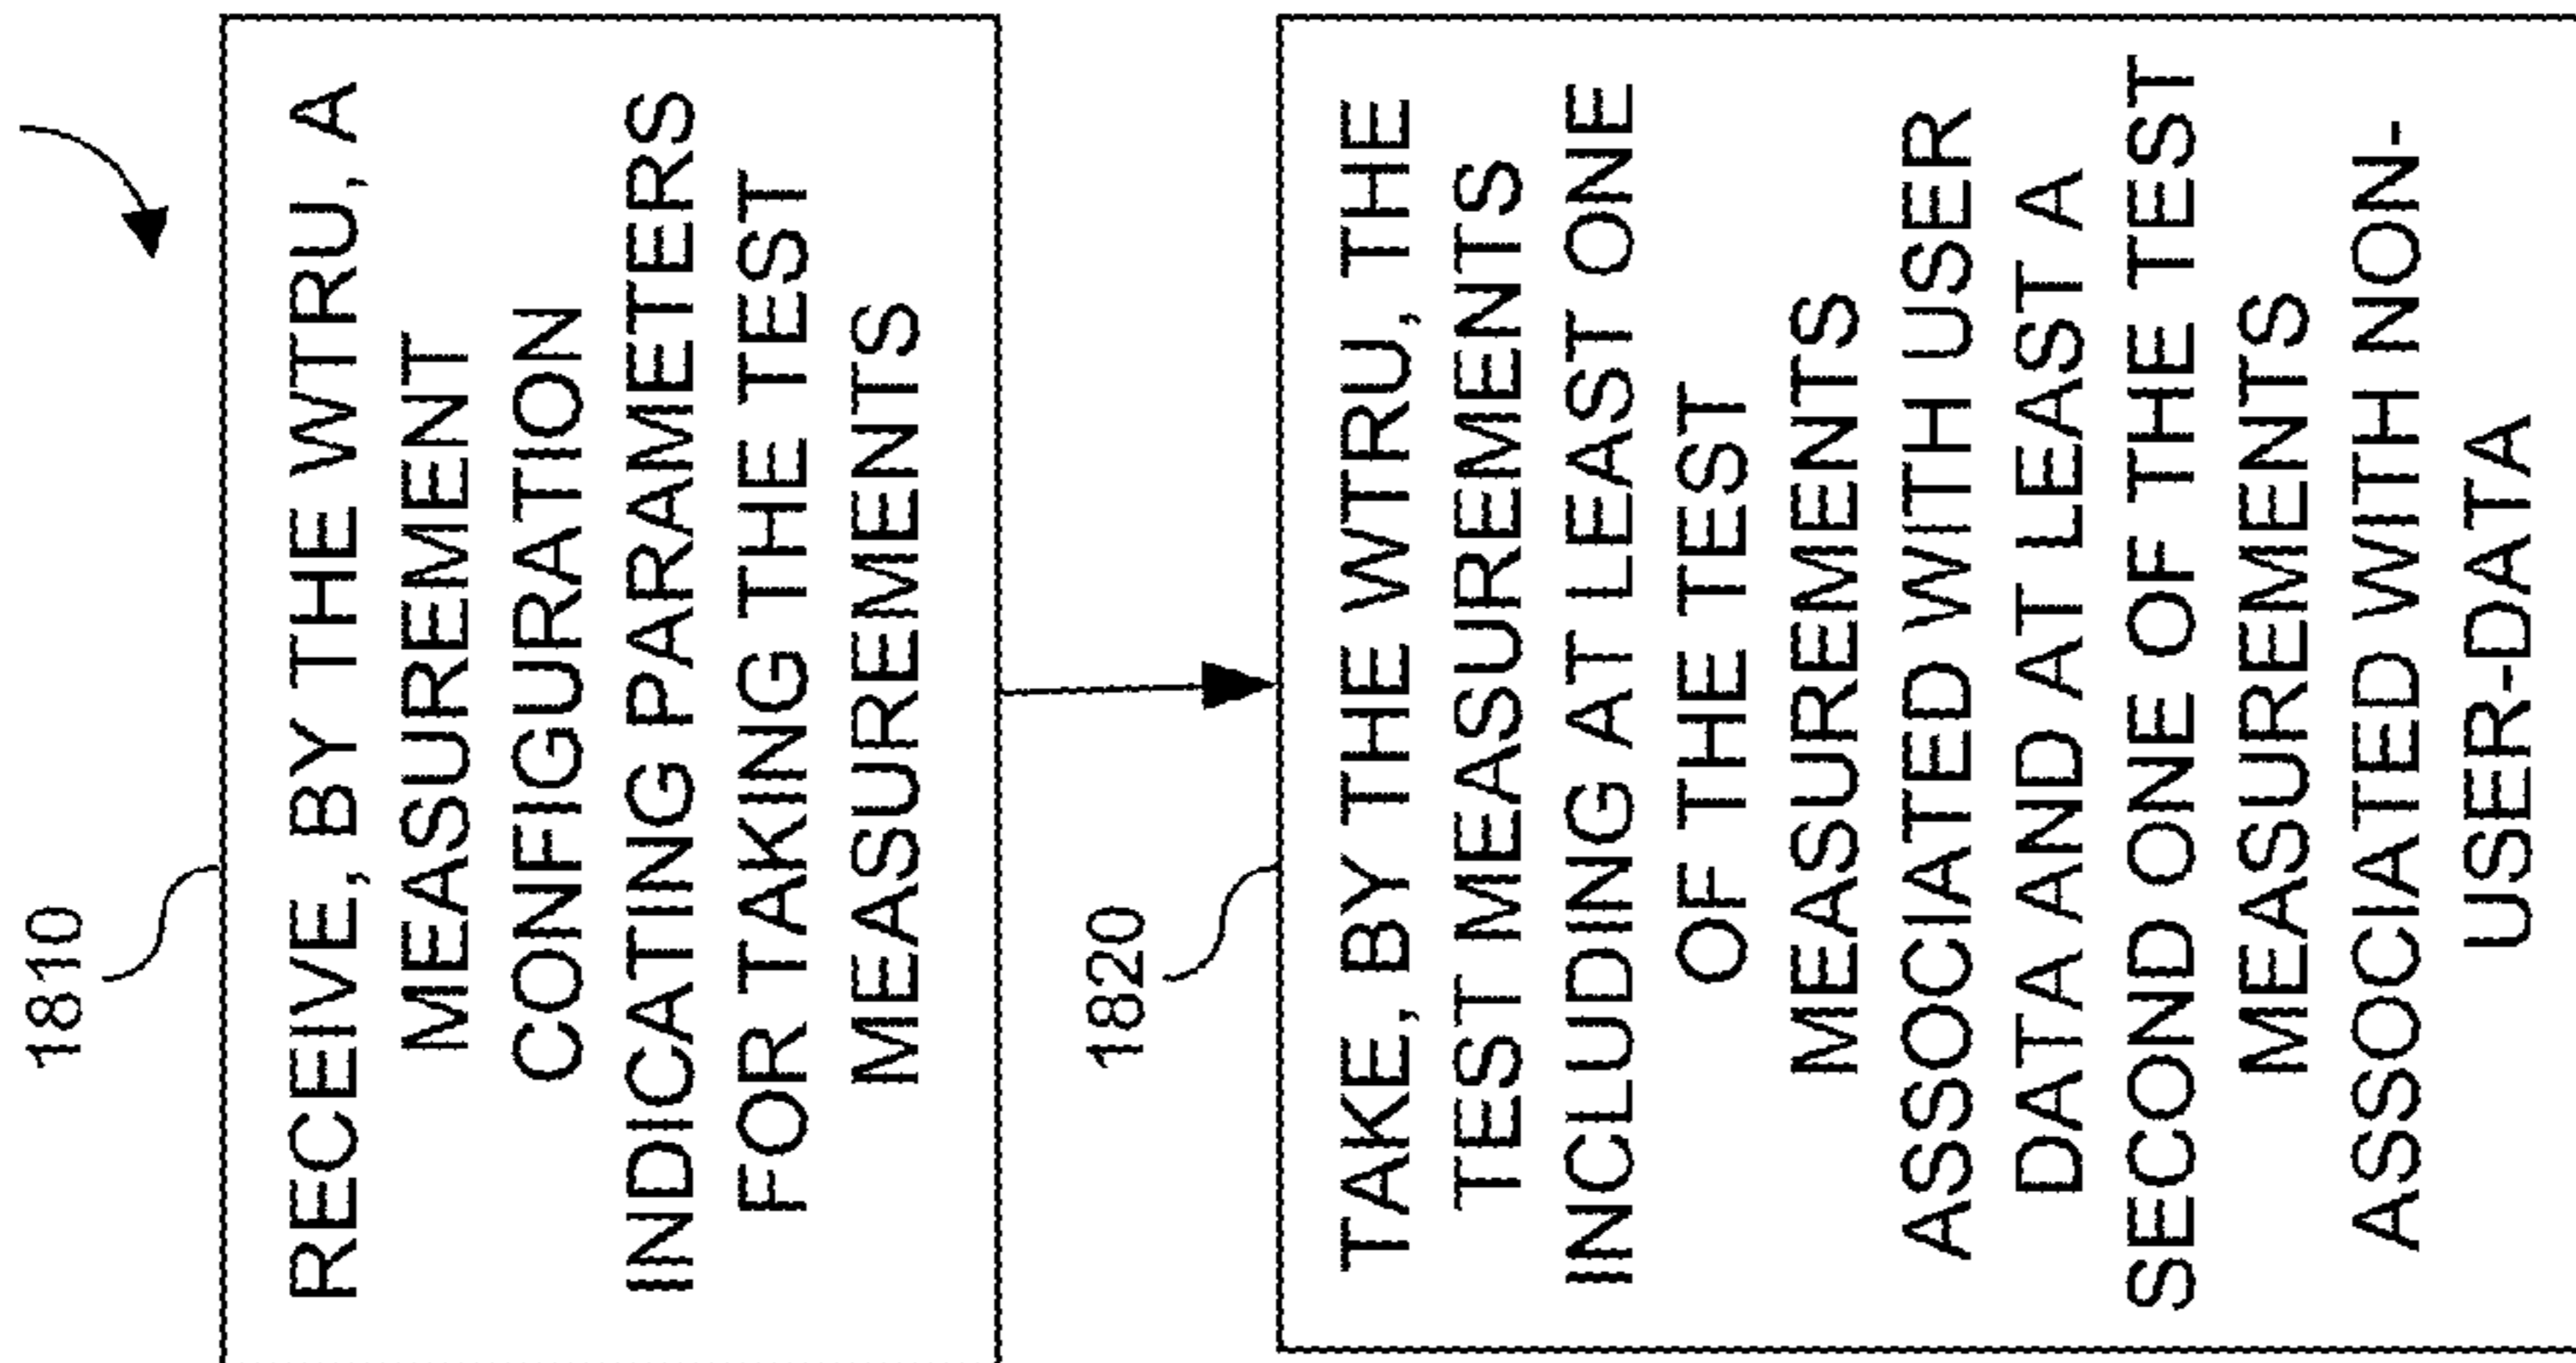 1810
RECEIVE, BY THE WTRU, A
MEASUREMENT
CONFIGURATION
INDICATING PARAMETERS
FOR TAKING THE TEST
MEASUREMENTS
1820
TAKE, BY THE WTRU, THE
TEST MEASUREMENTS
INCLUDING AT LEAST ONE
OF THE TEST
MEASUREMENTS
ASSOCIATED WITH USER
DATA AND AT LEAST A
SECOND ONE OF THE TEST
MEASUREMENTS
ASSOCIATED WITH NON-
USER-DATA